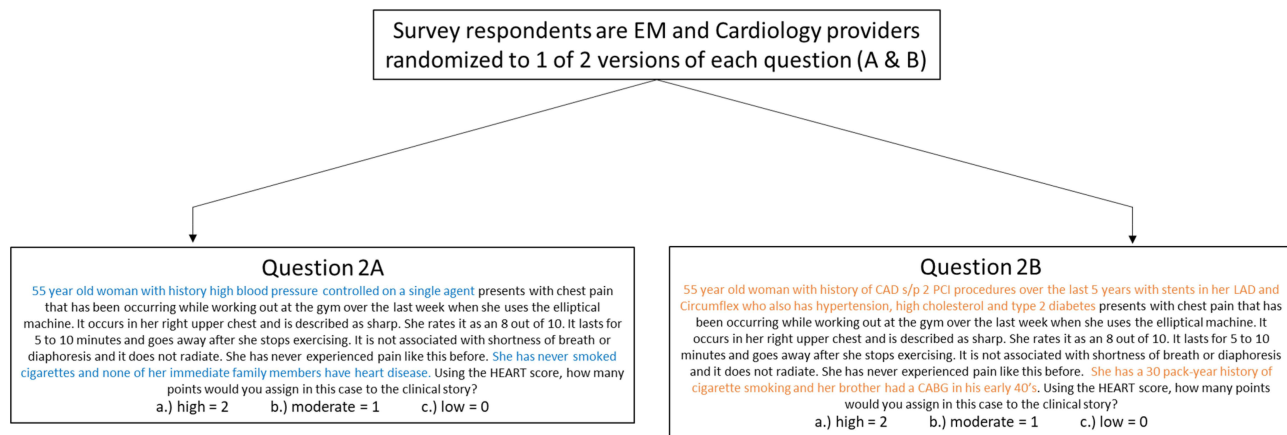 Survey respondents are EM and Cardiology providers
randomized to 1 of 2 versions of each question (A & B)
Question 2A
55 year old woman with history high blood pressure controlled on a single agent presents with chest pain
that has been occurring while working out at the gym over the last week when she uses the elliptical
machine. It occurs in her right upper chest and is described as sharp. She rates it as an 8 out of 10. It lasts for
5 to 10 minutes and goes away after she stops exercising. It is not associated with shortness of breath or
diaphoresis and it does not radiate. She has never experienced pain like this before. She has never smoked
cigarettes and none of her immediate family members have heart disease. Using the HEART score, how many
points would you assign in this case to the clinical story?
a.) high = 2 b.) moderate = 1 c.) low = 0
Question 2B
55 year old woman with history of CAD s/p 2 PCI procedures over the last 5 years with stents in her LAD and
Circumflex who also has hypertension, high cholesterol and type 2 diabetes presents with chest pain that has
been occurring while working out at the gym over the last week when she uses the elliptical machine. It
occurs in her right upper chest and is described as sharp. She rates it as an 8 out of 10. It lasts for 5 to 10
minutes and goes away after she stops exercising. It is not associated with shortness of breath or diaphoresis
and it does not radiate. She has never experienced pain like this before. She has a 30 pack-year history of
cigarette smoking and her brother had a CABG in his early 40's. Using the HEART score, how many points
would you assign in this case to the clinical story?
a.) high = 2 b.) moderate = 1 c.) low = 0